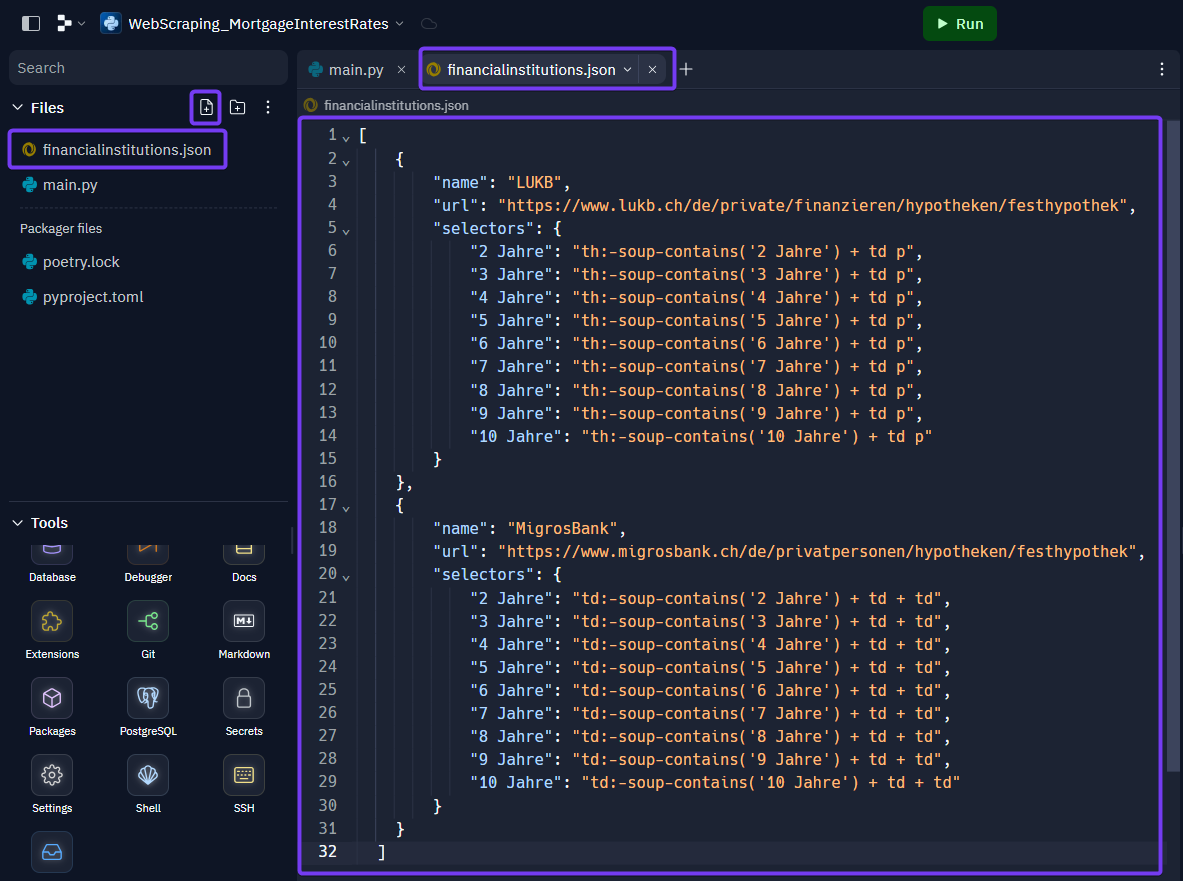 WebScraping_MortgageInterestRates
Run
Search
Files
financialinstitutions.json
main.py
Packager files
poetry.lock
pyproject.toml
Tools
Database
Debugger
Docs
Extensions
Git
Markdown
Packages
PostgreSQL
Secrets
Settings
Shell
SSH
main.py
financialinstitutions.json
financialinstitutions.json
1 [
2 {
3 "name": "LUKB",
4 "url": "https://www.lukb.ch/de/private/finanzieren/hypotheken/festhypothek",
5 "selectors": {
6 "2 Jahre": "th:-soup-contains('2 Jahre') + td p",
7 "3 Jahre": "th:-soup-contains('3 Jahre') + td p",
8 "4 Jahre": "th:-soup-contains('4 Jahre') + td p",
9 "5 Jahre": "th:-soup-contains('5 Jahre') + td p",
10 "6 Jahre": "th:-soup-contains('6 Jahre') + td p",
11 "7 Jahre": "th:-soup-contains('7 Jahre') + td p",
12 "8 Jahre": "th:-soup-contains('8 Jahre') + td p",
13 "9 Jahre": "th:-soup-contains('9 Jahre') + td p",
14 "10 Jahre": "th:-soup-contains('10 Jahre') + td p"
15 }
16 },
17 {
18 "name": "MigrosBank",
19 "url": "https://www.migrosbank.ch/de/privatpersonen/hypotheken/festhypothek",
20 "selectors": {
21 "2 Jahre": "td:-soup-contains('2 Jahre') + td + td",
22 "3 Jahre": "td:-soup-contains('3 Jahre') + td + td",
23 "4 Jahre": "td:-soup-contains('4 Jahre') + td + td",
24 "5 Jahre": "td:-soup-contains('5 Jahre') + td + td",
25 "6 Jahre": "td:-soup-contains('6 Jahre') + td + td",
26 "7 Jahre": "td:-soup-contains('7 Jahre') + td + td",
27 "8 Jahre": "td:-soup-contains('8 Jahre') + td + td",
28 "9 Jahre": "td:-soup-contains('9 Jahre') + td + td",
29 "10 Jahre": "td:-soup-contains('10 Jahre') + td + td"
30 }
31 }
32 ]